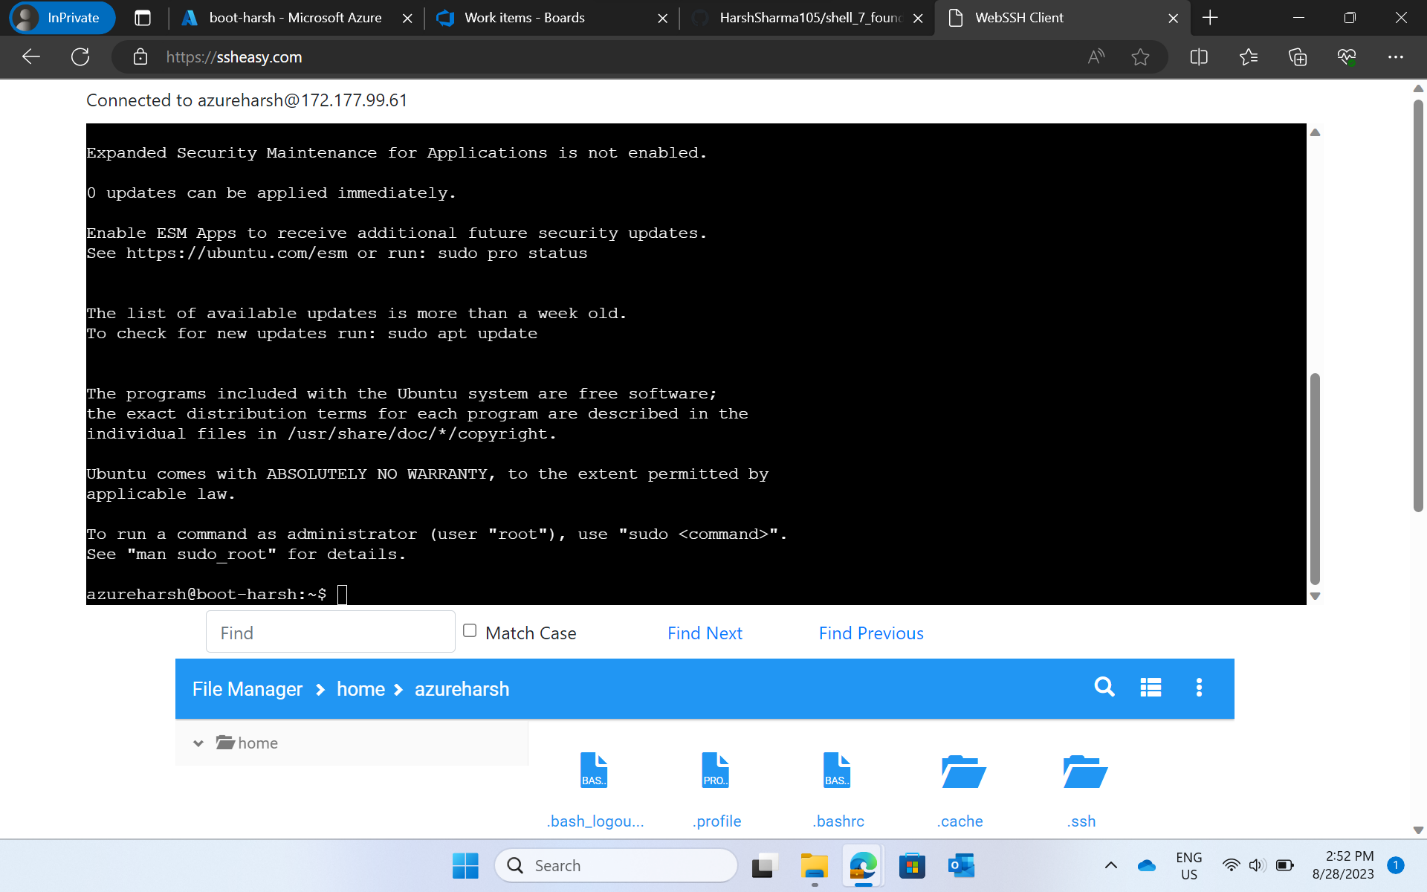 InPrivate
boot-harsh - Microsoft Azure
Work items - Boards
HarshSharma105/shell_7_found
WebSSH Client
https://ssheasy.com
Connected to azureharsh@172.177.99.61
Expanded Security Maintenance for Applications is not enabled.
0 updates can be applied immediately.
Enable ESM Apps to receive additional future security updates.
See https://ubuntu.com/esm or run: sudo pro status
The list of available updates is more than a week old.
To check for new updates run: sudo apt update
The programs included with the Ubuntu system are free software;
the exact distribution terms for each program are described in the
individual files in /usr/share/doc/*/copyright.
Ubuntu comes with ABSOLUTELY NO WARRANTY, to the extent permitted by
applicable law.
To run a command as administrator (user "root"), use "sudo <command>".
See "man sudo_root" for details.
azureharsh@boot-harsh:~$
Find
Match Case
Find Next
Find Previous
File Manager > home > azureharsh
home
BAS..
PRO..
BAS..
.bash_logou...
.profile
.bashrc
.cache
.ssh
Search
ENG
US
2:52 PM
8/28/2023
1